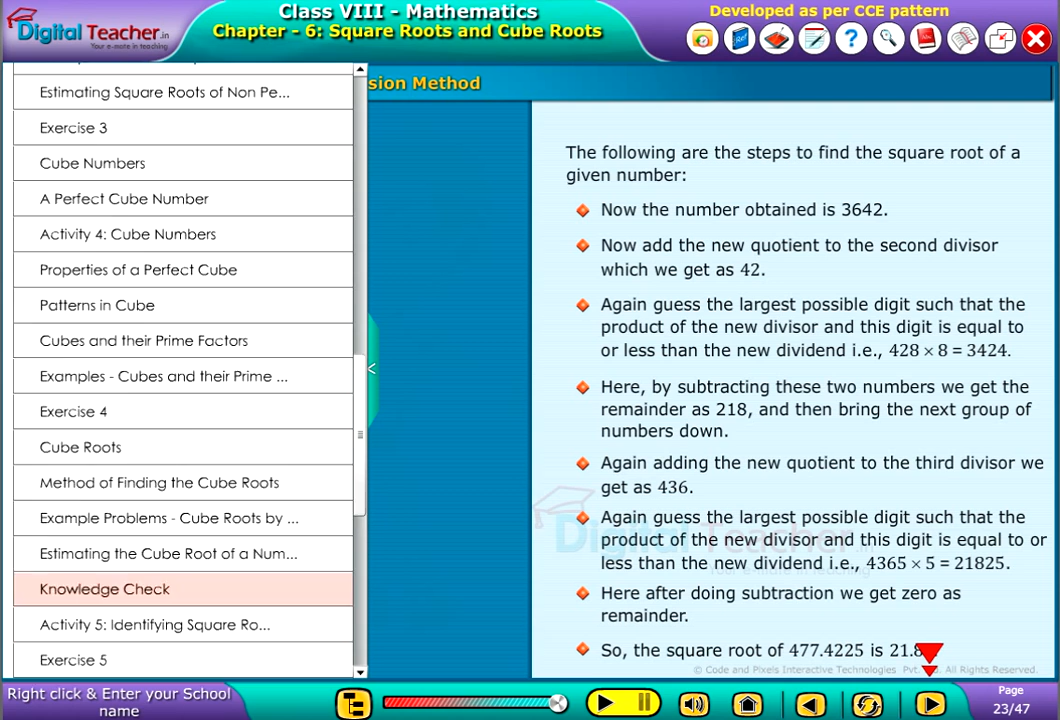 Digital Teacher.in
Your e-mate in teaching
Class VIII - Mathematics
Chapter - 6: Square Roots and Cube Roots
Developed as per CCE pattern
Ref
?
sion Method
Estimating Square Roots of Non Pe...
Exercise 3
Cube Numbers
A Perfect Cube Number
Activity 4: Cube Numbers
Properties of a Perfect Cube
Patterns in Cube
Cubes and their Prime Factors
Examples - Cubes and their Prime ...
Exercise 4
Cube Roots
Method of Finding the Cube Roots
Example Problems - Cube Roots by ...
Estimating the Cube Root of a Num...
Knowledge Check
Activity 5: Identifying Square Ro...
Exercise 5
<
The following are the steps to find the square root of a
given number:
Now the number obtained is 3642.
Now add the new quotient to the second divisor
which we get as 42.
Again guess the largest possible digit such that the
product of the new divisor and this digit is equal to
or less than the new dividend i.e., 428 × 8 = 3424.
Here, by subtracting these two numbers we get the
remainder as 218, and then bring the next group of
numbers down.
Again adding the new quotient to the third divisor we
get as 436.
Again guess the largest possible digit such that the
product of the new divisor and this digit is equal to or
less than the new dividend i.e., 4365 × 5 = 21825.
Here after doing subtraction we get zero as
remainder.
So, the square root of 477.4225 is 21.8
Digital Teacher.in
© Code and Pixels Interactive Technologies Pvt. All Rights Reserved.
Right click & Enter your School
name
Page
23/47